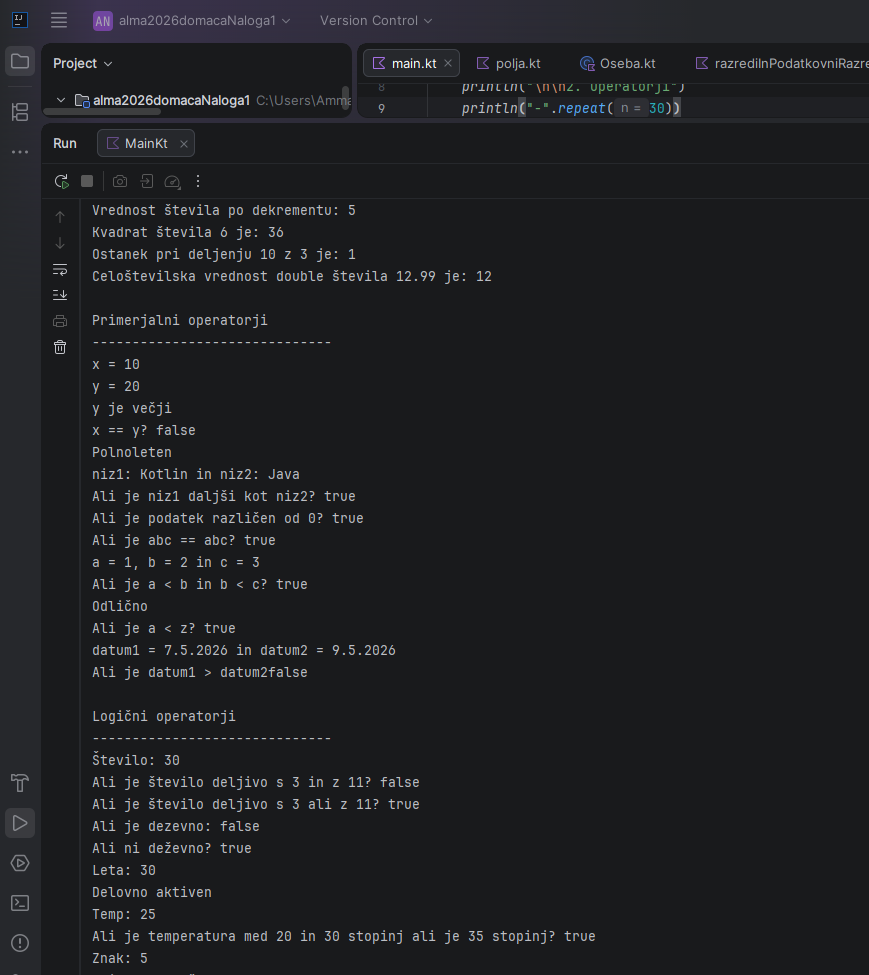 IJ
AN alma2026domacaNaloga1 Version Control
Project
main.kt polja.kt Oseba.kt razrediInPodatkovniRazre
alma2026domacaNaloga1 C:\Users\Amma
8 println("\n\n2. Operatorji")
9 println("-".repeat( n = 30))
Run MainKt
Vrednost števila po dekrementu: 5
Kvadrat števila 6 je: 36
Ostanek pri deljenju 10 z 3 je: 1
Celoštevilska vrednost double števila 12.99 je: 12
Primerjalni operatorji
------------------------------
x = 10
y = 20
y je večji
x == y? false
Polnoleten
niz1: Kotlin in niz2: Java
Ali je niz1 daljši kot niz2? true
Ali je podatek različen od 0? true
Ali je abc == abc? true
a = 1, b = 2 in c = 3
Ali je a < b in b < c? true
Odlično
Ali je a < z? true
datum1 = 7.5.2026 in datum2 = 9.5.2026
Ali je datum1 > datum2false
Logični operatorji
------------------------------
Število: 30
Ali je število deljivo s 3 in z 11? false
Ali je število deljivo s 3 ali z 11? true
Ali je dezevno: false
Ali ni deževno? true
Leta: 30
Delovno aktiven
Temp: 25
Ali je temperatura med 20 in 30 stopinj ali je 35 stopinj? true
Znak: 5